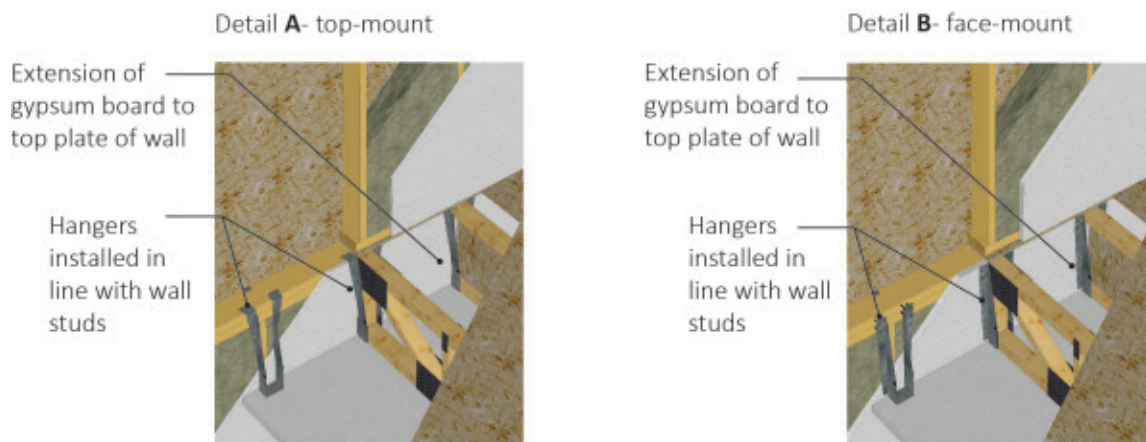 Detail A- top-mount
Extension of
gypsum board to
top plate of wall
Hangers
installed in
line with wall
studs
Detail B- face-mount
Extension of
gypsum board to
top plate of wall
Hangers
installed in
line with wall
studs